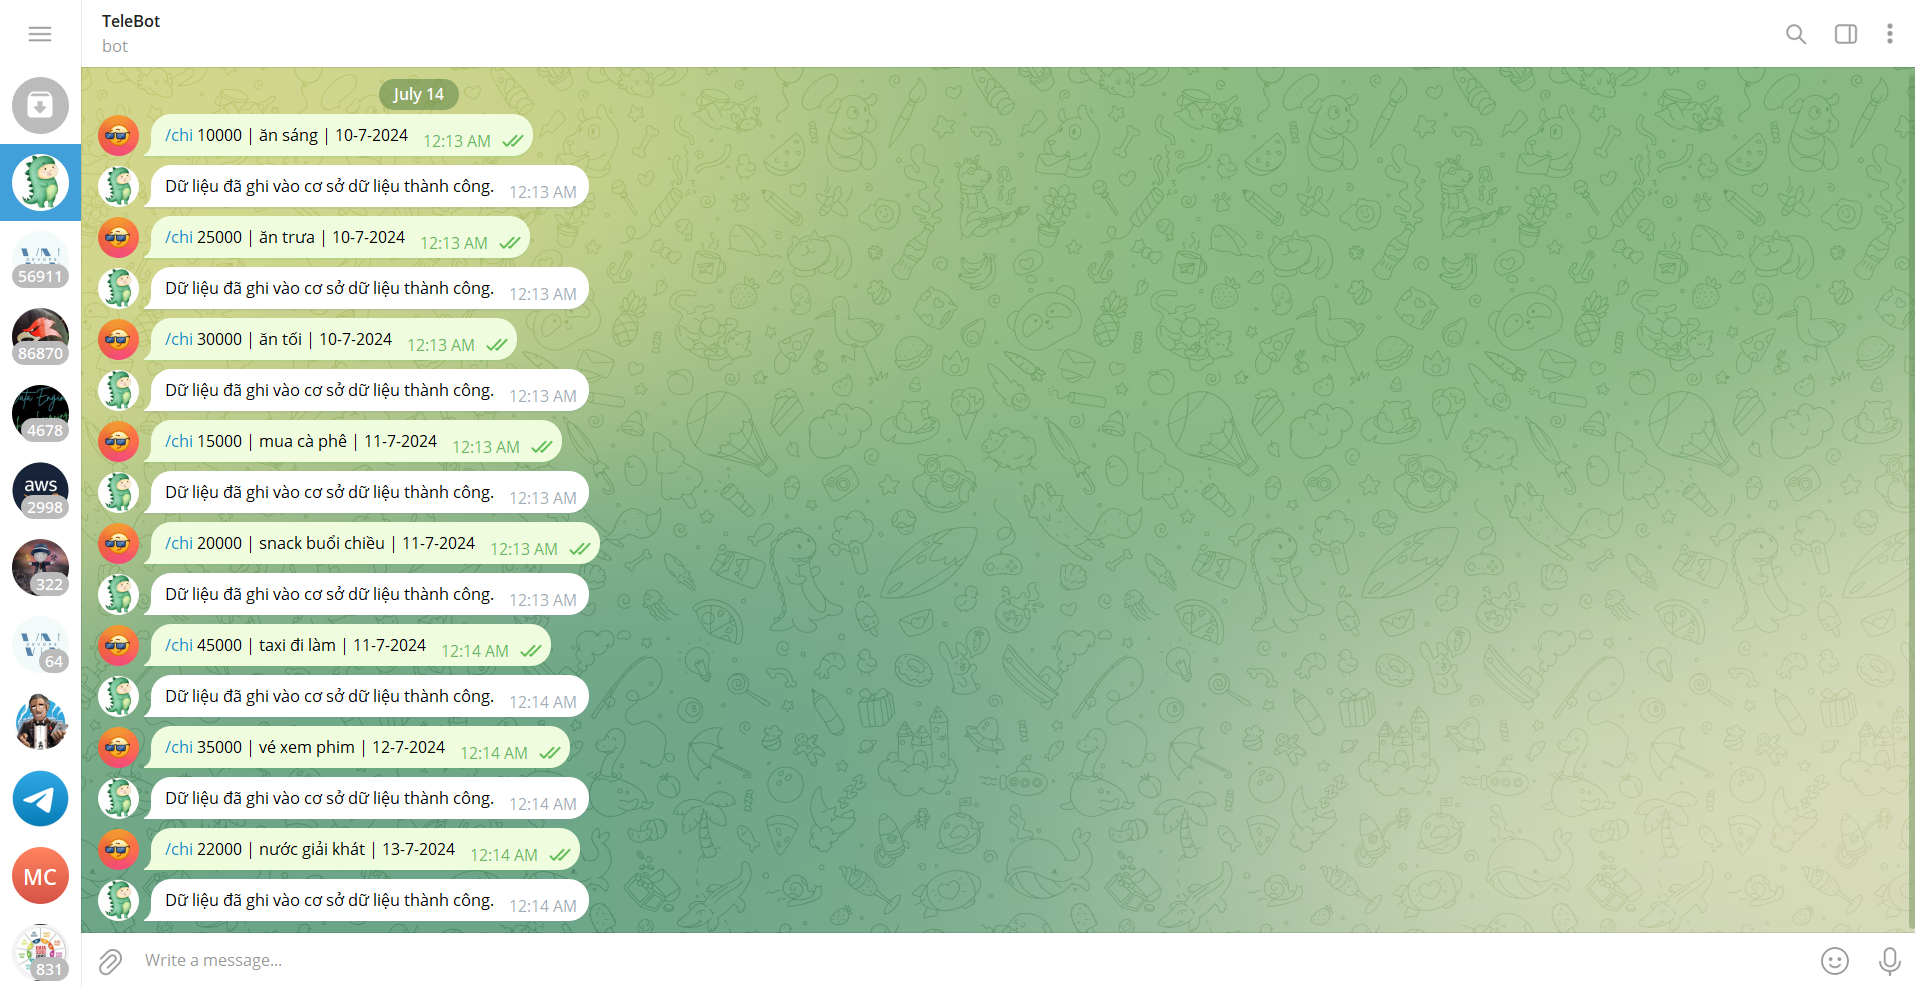 TeleBot
bot
July 14
/chi 10000 | ăn sáng | 10-7-2024 12:13 AM
Dữ liệu đã ghi vào cơ sở dữ liệu thành công. 12:13 AM
/chi 25000 | ăn trưa | 10-7-2024 12:13 AM
Dữ liệu đã ghi vào cơ sở dữ liệu thành công. 12:13 AM
/chi 30000 | ăn tối | 10-7-2024 12:13 AM
Dữ liệu đã ghi vào cơ sở dữ liệu thành công. 12:13 AM
/chi 15000 | mua cà phê | 11-7-2024 12:13 AM
Dữ liệu đã ghi vào cơ sở dữ liệu thành công. 12:13 AM
/chi 20000 | snack buổi chiều | 11-7-2024 12:13 AM
Dữ liệu đã ghi vào cơ sở dữ liệu thành công. 12:13 AM
/chi 45000 | taxi đi làm | 11-7-2024 12:14 AM
Dữ liệu đã ghi vào cơ sở dữ liệu thành công. 12:14 AM
/chi 35000 | vé xem phim | 12-7-2024 12:14 AM
Dữ liệu đã ghi vào cơ sở dữ liệu thành công. 12:14 AM
/chi 22000 | nước giải khát | 13-7-2024 12:14 AM
Dữ liệu đã ghi vào cơ sở dữ liệu thành công. 12:14 AM
Write a message...
56911
86870
4678
aws
2998
322
64
MC
831